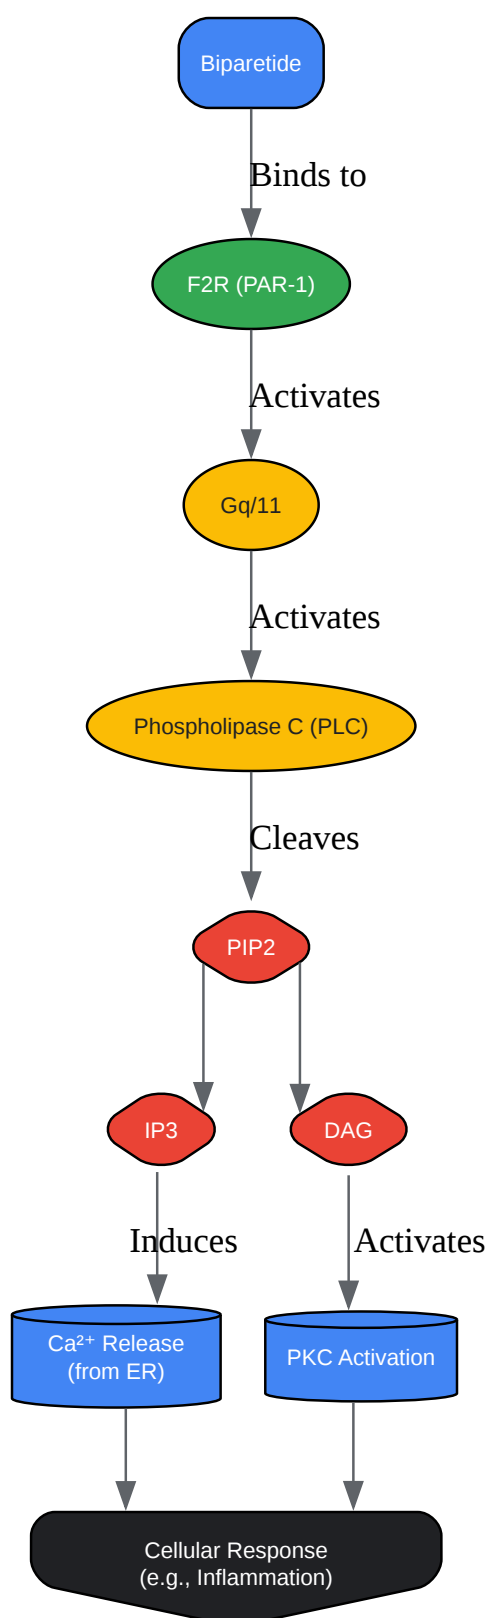 Biparetide
Binds to
F2R (PAR-1)
Activates
Gq/11
Activates
Phospholipase C (PLC)
Cleaves
PIP2
IP3
DAG
Induces
Activates
Ca²⁺ Release
(from ER)
PKC Activation
Cellular Response
(e.g., Inflammation)